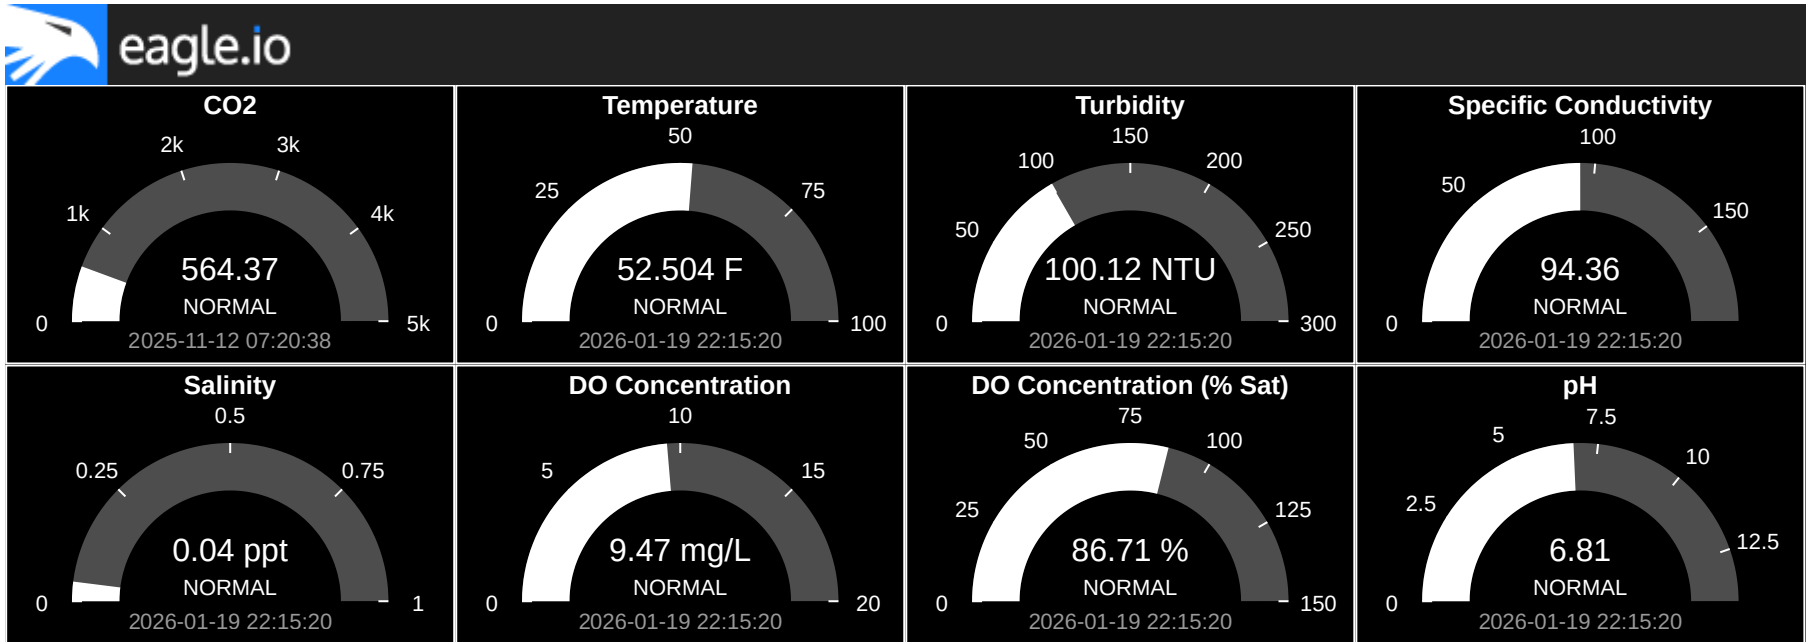 eagle.io
CO2
0
1k
2k
3k
4k
5k
564.37
NORMAL
2025-11-12 07:20:38
Temperature
0
25
50
75
100
52.504 F
NORMAL
2026-01-19 22:15:20
Turbidity
0
50
100
150
200
250
300
100.12 NTU
NORMAL
2026-01-19 22:15:20
Specific Conductivity
0
50
100
150
94.36
NORMAL
2026-01-19 22:15:20
Salinity
0
0.25
0.5
0.75
1
0.04 ppt
NORMAL
2026-01-19 22:15:20
DO Concentration
0
5
10
15
20
9.47 mg/L
NORMAL
2026-01-19 22:15:20
DO Concentration (% Sat)
0
25
50
75
100
125
150
86.71 %
NORMAL
2026-01-19 22:15:20
pH
0
2.5
5
7.5
10
12.5
6.81
NORMAL
2026-01-19 22:15:20